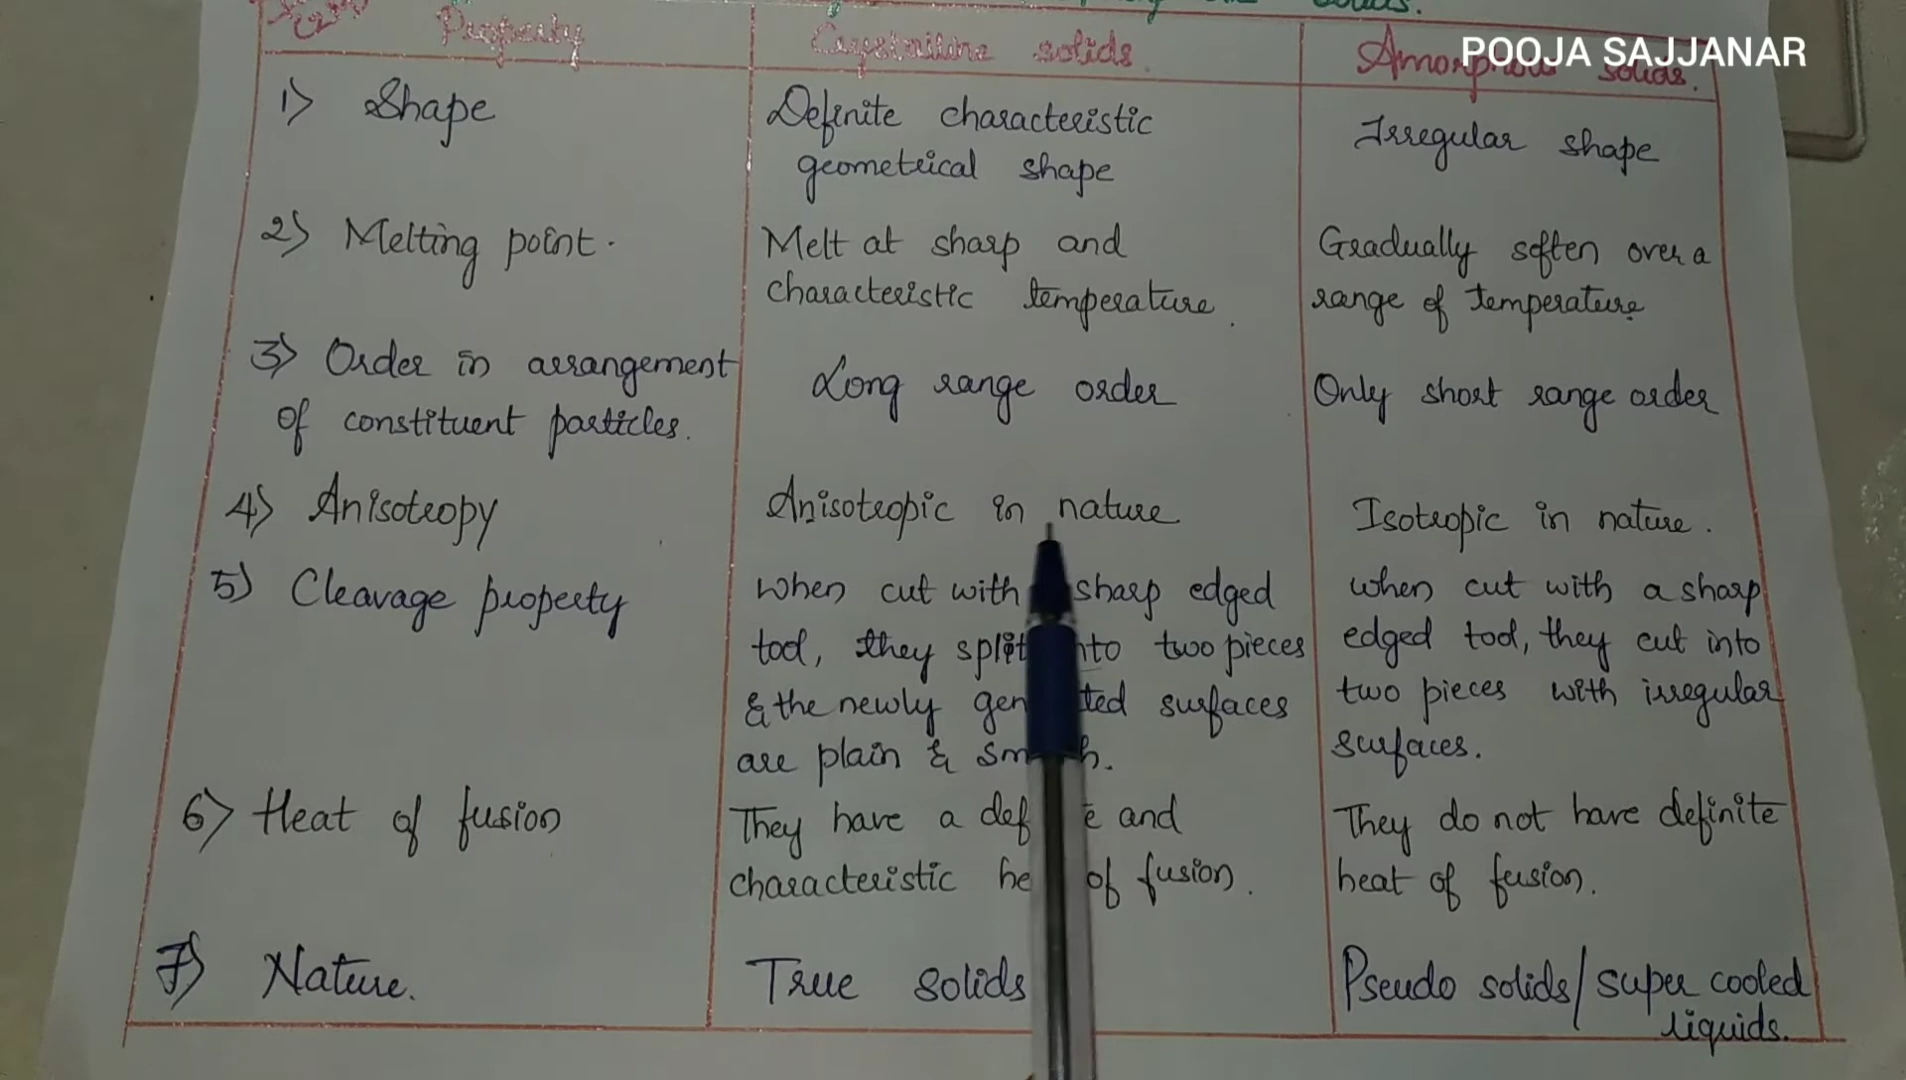 solids.
Property Crystalline solids. Amorphous solids.
POOJA SAJJANAR
1) Shape Definite characteristic Irregular shape
geometrical shape
2) Melting point. Melt at sharp and Gradually soften over a
characteristic temperature. range of temperature.
3) Order in arrangement Long range order Only short range order
of constituent particles.
4) Anisotropy Anisotropic in nature Isotropic in nature.
5) Cleavage property When cut with sharp edged when cut with a sharp
tool, they split into two pieces edged tool, they cut into
& the newly generated surfaces two pieces with irregular
are plain & smooth. surfaces.
6) Heat of fusion They have a definite and They do not have definite
characteristic heat of fusion. heat of fusion.
7) Nature. True solids Pseudo solids/super cooled
liquids.